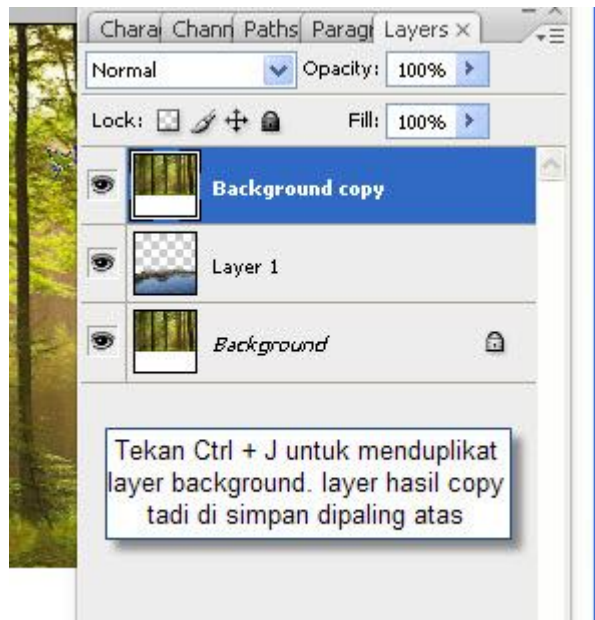 Chara Chann Paths Paragr Layers ×
Normal Opacity: 100%
Lock: Fill: 100%
Background copy
Layer 1
Background
Tekan Ctrl + J untuk menduplikat
layer background. layer hasil copy
tadi di simpan dipaling atas